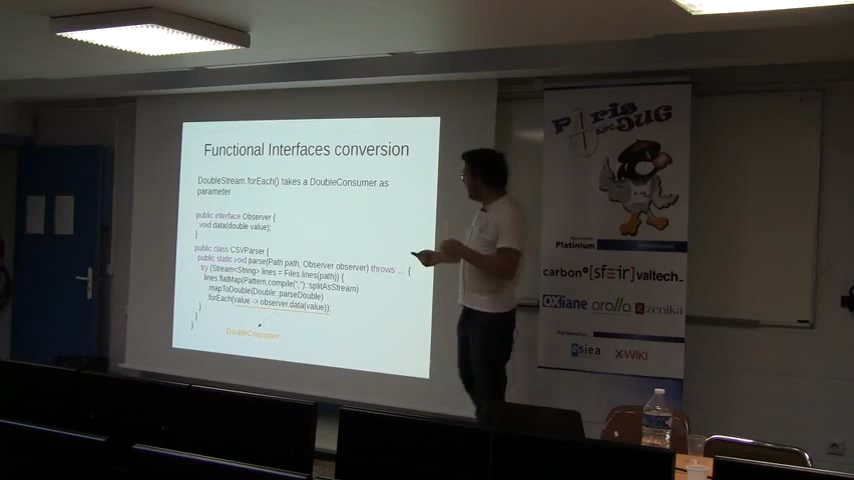 Functional Interfaces conversion
DoubleStream.forEach() takes a DoubleConsumer as
parameter
public interface Observer {
void data(double value);
}
public class CSVParser {
public static void parse(Path path, Observer observer) throws … {
try (Stream<String> lines = Files.lines(path)) {
lines.flatMap(Pattern.compile(",")::splitAsStream)
.mapToDouble(Double::parseDouble)
.forEach(value -> observer.data(value));
}
}
}
DoubleConsumer
Paris
JUG
Platinium
carbon [sfeir] valtech_
OXiane arolla zenika
esiea XWIKI